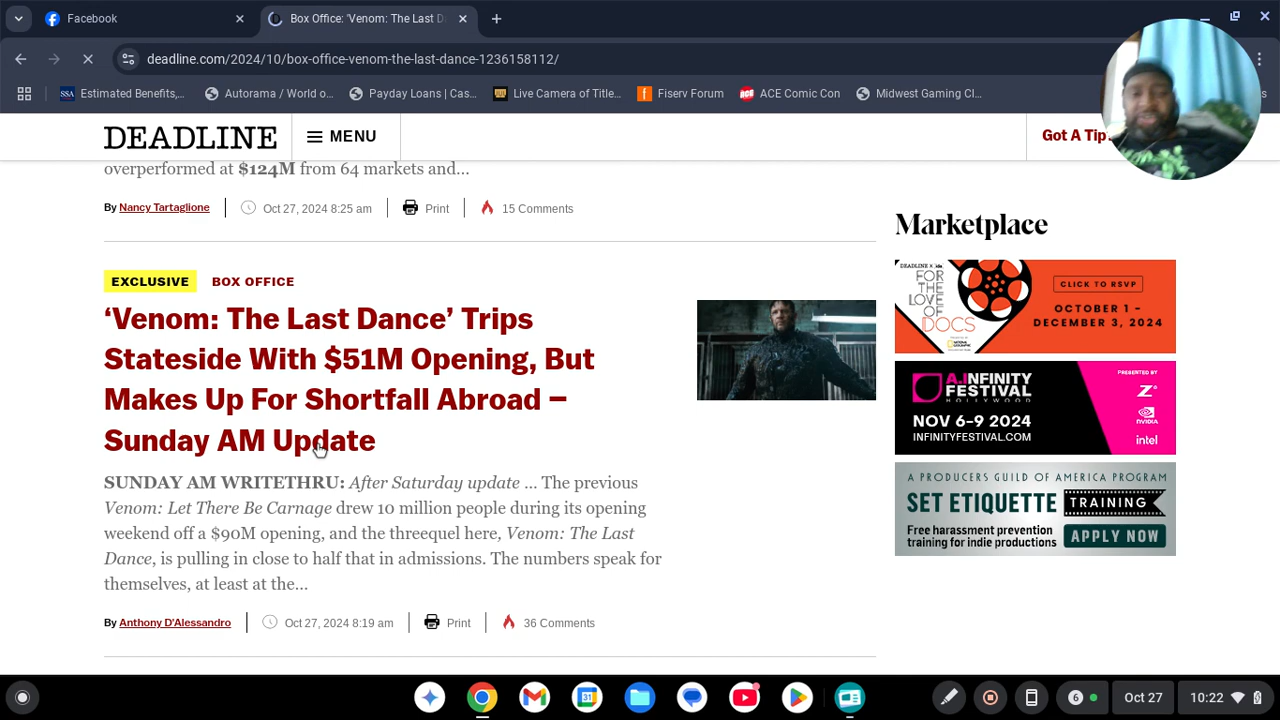 Facebook
Box Office: 'Venom: The Last D
deadline.com/2024/10/box-office-venom-the-last-dance-1236158112/
SSA Estimated Benefits,...
Autorama / World o...
Payday Loans | Cas...
Live Camera of Title...
Fiserv Forum
ACE Comic Con
Midwest Gaming Cl...
DEADLINE
MENU
Got A Tip?
overperformed at $124M from 64 markets and...
By Nancy Tartaglione
Oct 27, 2024 8:25 am
Print
15 Comments
EXCLUSIVE
BOX OFFICE
‘Venom: The Last Dance’ Trips
Stateside With $51M Opening, But
Makes Up For Shortfall Abroad –
Sunday AM Update
SUNDAY AM WRITETHRU: After Saturday update ... The previous
Venom: Let There Be Carnage drew 10 million people during its opening
weekend off a $90M opening, and the threequel here, Venom: The Last
Dance, is pulling in close to half that in admissions. The numbers speak for
themselves, at least at the...
By Anthony D'Alessandro
Oct 27, 2024 8:19 am
Print
36 Comments
Marketplace
FOR
THE
LOVE
OF
DOCS
CLICK TO RSVP
OCTOBER 1 –
DECEMBER 3, 2024
A.INFINITY
FESTIVAL
HOLLYWOOD
NOV 6-9 2024
INFINITYFESTIVAL.COM
PRESENTED BY
Z
NVIDIA
intel
A PRODUCERS GUILD OF AMERICA PROGRAM
SET ETIQUETTE
TRAINING
Free harassment prevention
training for indie productions
APPLY NOW
31
6
Oct 27
10:22